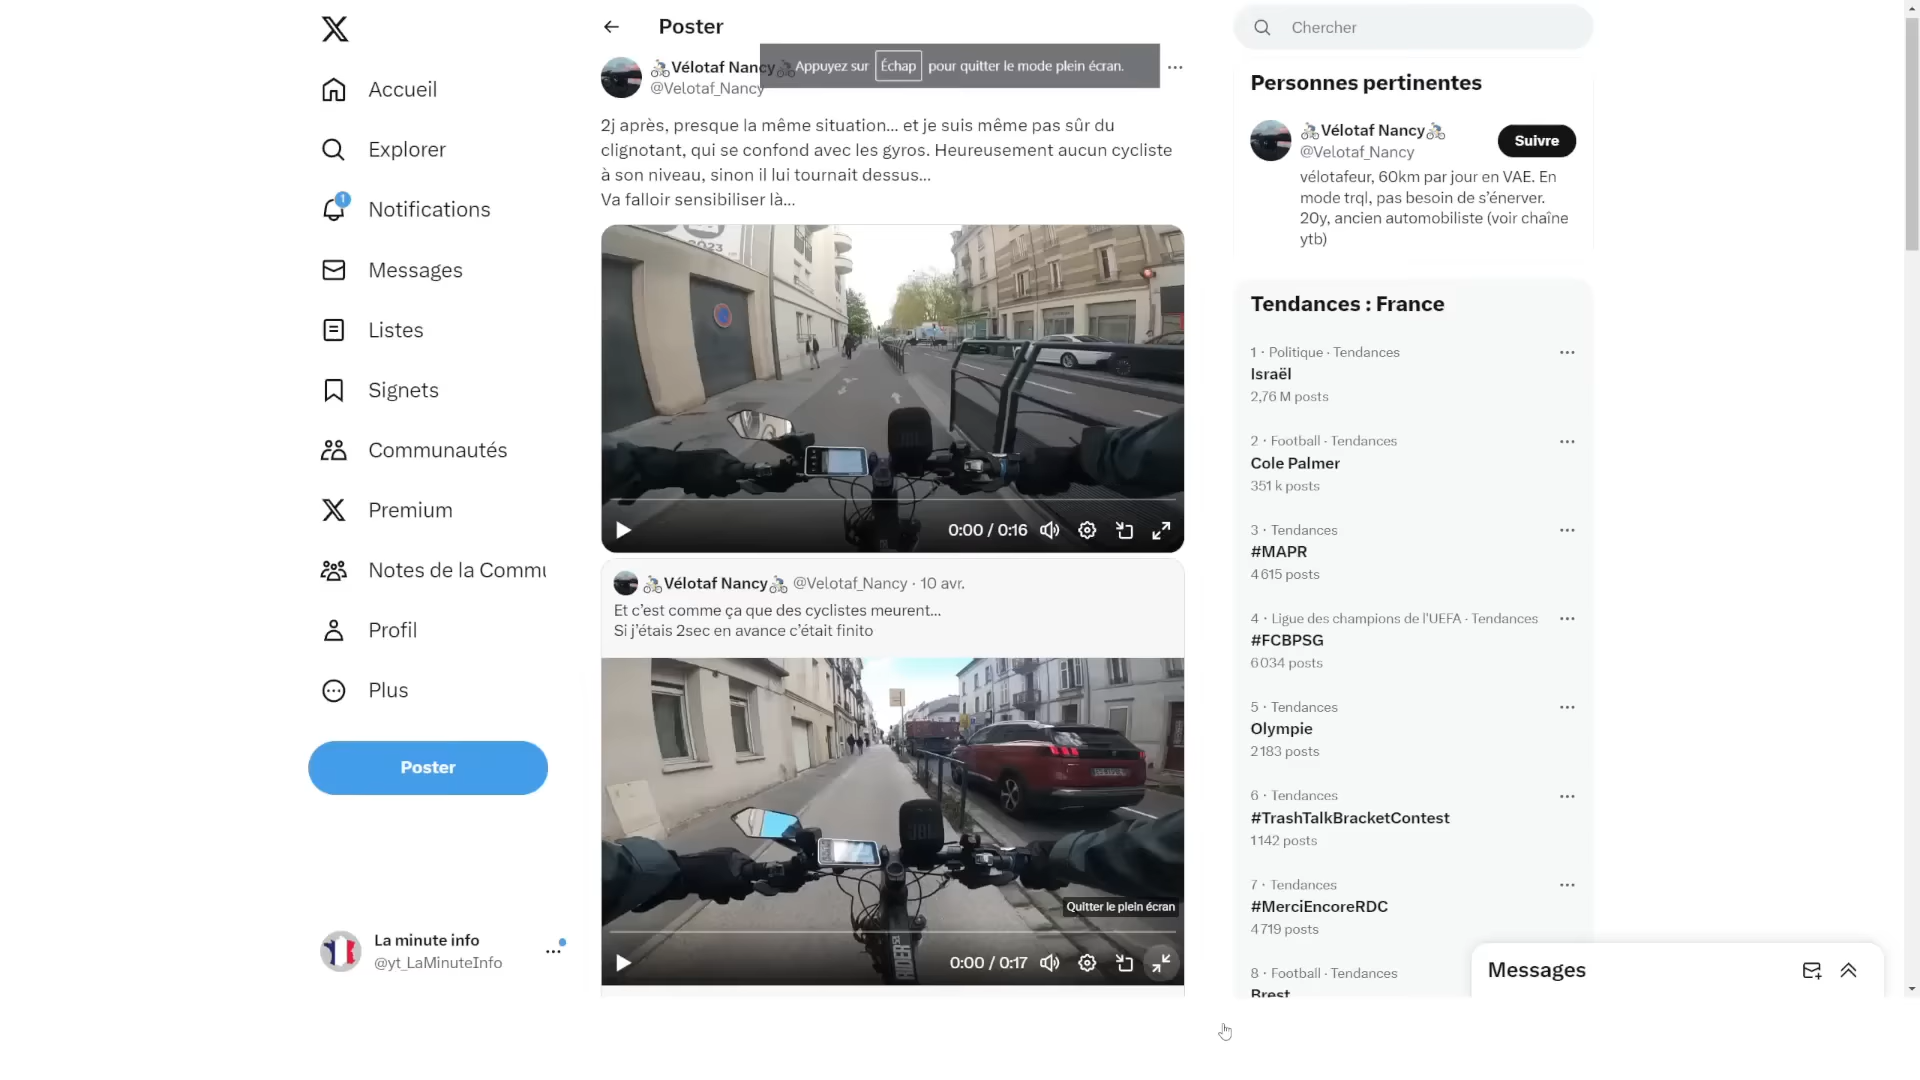 Accueil
Explorer
1
Notifications
Messages
Listes
Signets
Communautés
Premium
Notes de la Commu
Profil
Plus
Poster
La minute info
@yt_LaMinuteInfo
Poster
Vélotaf Nancy
@Velotaf_Nancy
Appuyez sur Échap pour quitter le mode plein écran.
2j après, presque la même situation... et je suis même pas sûr du
clignotant, qui se confond avec les gyros. Heureusement aucun cycliste
à son niveau, sinon il lui tournait dessus...
Va falloir sensibiliser là...
2023
JBL
0:00 / 0:16
Vélotaf Nancy @Velotaf_Nancy · 10 avr.
Et c’est comme ça que des cyclistes meurent...
Si j’étais 2sec en avance c’était finito
JBL
Quitter le plein écran
0:00 / 0:17
Chercher
Personnes pertinentes
Vélotaf Nancy
@Velotaf_Nancy
Suivre
vélotafeur, 60km par jour en VAE. En
mode trql, pas besoin de s’énerver.
20y, ancien automobiliste (voir chaîne
ytb)
Tendances : France
1 · Politique · Tendances
Israël
2,76 M posts
2 · Football · Tendances
Cole Palmer
351 k posts
3 · Tendances
#MAPR
4 615 posts
4 · Ligue des champions de l’UEFA · Tendances
#FCBPSG
6 034 posts
5 · Tendances
Olympie
2 183 posts
6 · Tendances
#TrashTalkBracketContest
1 142 posts
7 · Tendances
#MerciEncoreRDC
4 719 posts
8 · Football · Tendances
Brest
Messages